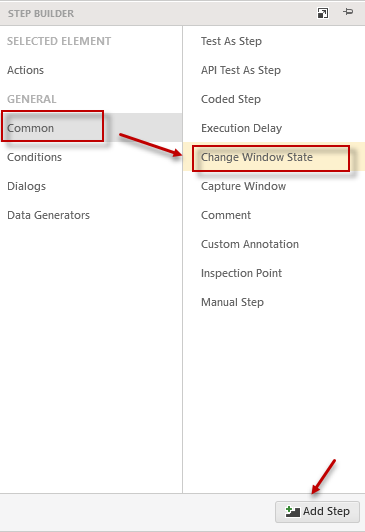 STEP BUILDER
SELECTED ELEMENT
Actions
GENERAL
Common
Conditions
Dialogs
Data Generators
Test As Step
API Test As Step
Coded Step
Execution Delay
Change Window State
Capture Window
Comment
Custom Annotation
Inspection Point
Manual Step
Add Step